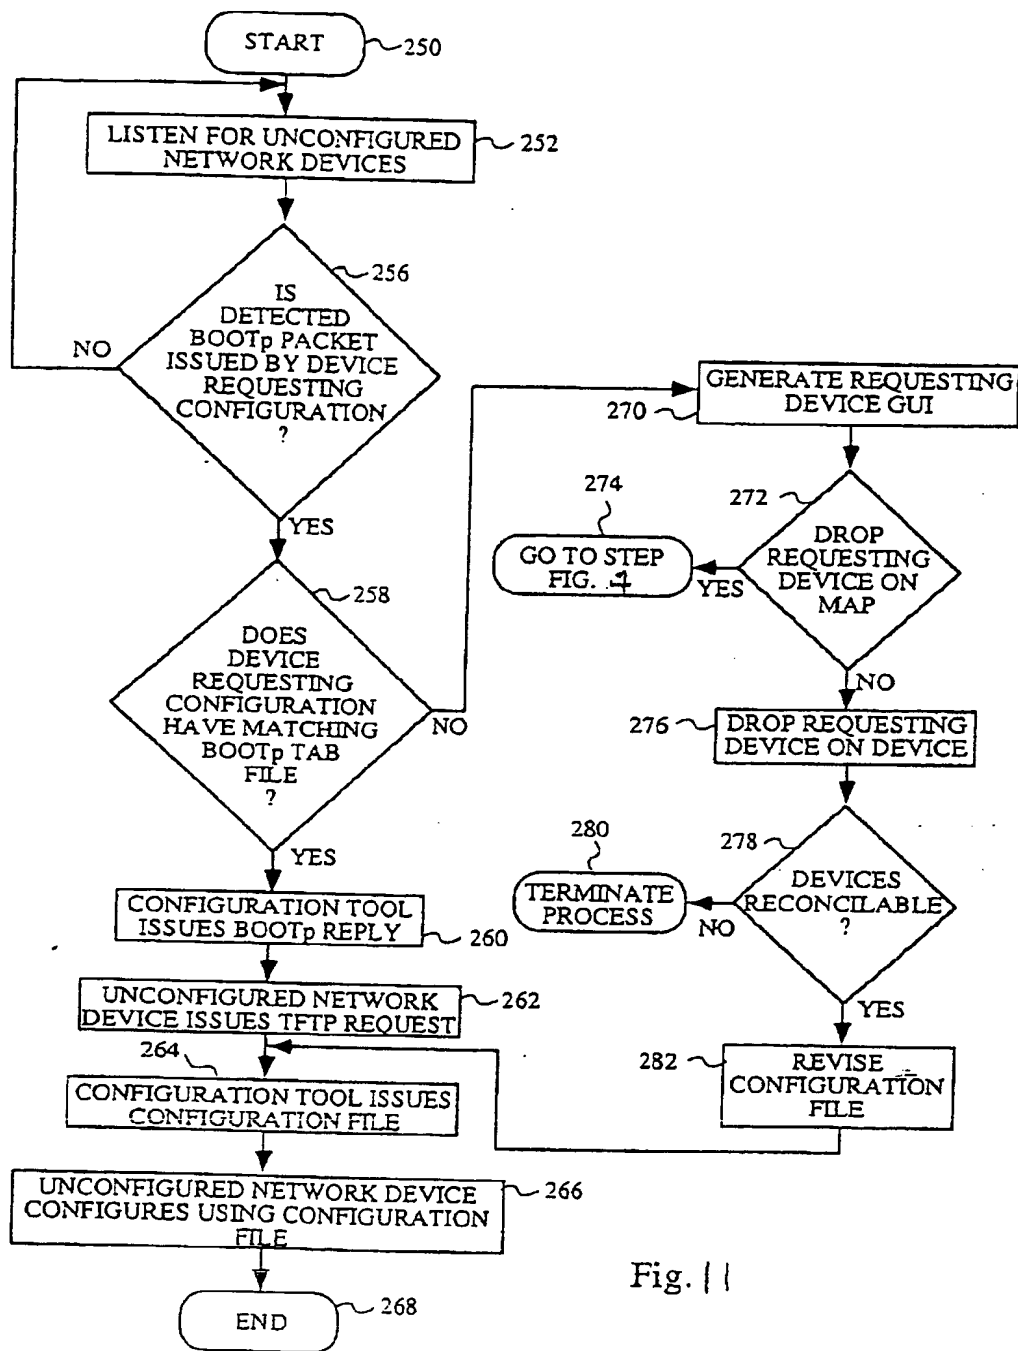 START
250
LISTEN FOR UNCONFIGURED
NETWORK DEVICES
252
256
IS
DETECTED
BOOTp PACKET
ISSUED BY DEVICE
REQUESTING
CONFIGURATION
?
NO
YES
258
DOES
DEVICE
REQUESTING
CONFIGURATION
HAVE MATCHING
BOOTp TAB
FILE
?
NO
YES
CONFIGURATION TOOL
ISSUES BOOTp REPLY
260
UNCONFIGURED NETWORK
DEVICE ISSUES TFTP REQUEST
262
264
CONFIGURATION TOOL ISSUES
CONFIGURATION FILE
UNCONFIGURED NETWORK DEVICE
CONFIGURES USING CONFIGURATION
FILE
266
END
268
GENERATE REQUESTING
DEVICE GUI
270
272
DROP
REQUESTING
DEVICE ON
MAP
YES
274
GO TO STEP
FIG. 4
NO
276
DROP REQUESTING
DEVICE ON DEVICE
278
DEVICES
RECONCILABLE
?
NO
280
TERMINATE
PROCESS
YES
282
REVISE
CONFIGURATION
FILE
Fig. 11